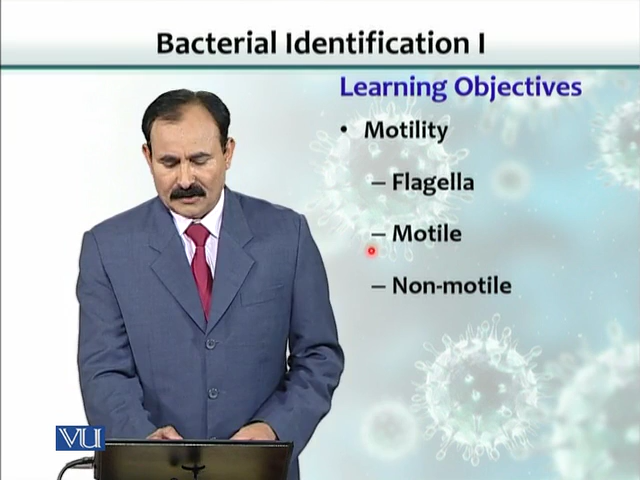 Bacterial Identification I
Learning Objectives
• Motility
– Flagella
– Motile
– Non-motile
VU